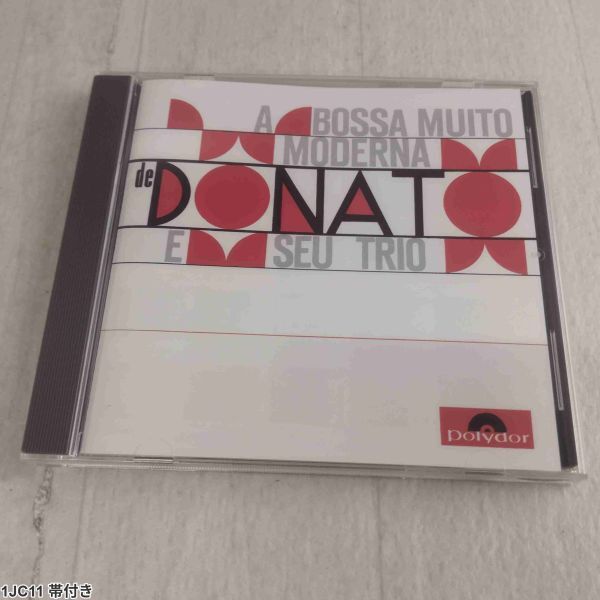 A BOSSA MUITO
MODERNA
de DONATO
E SEU TRIO
polydor
1JC11 帯付き